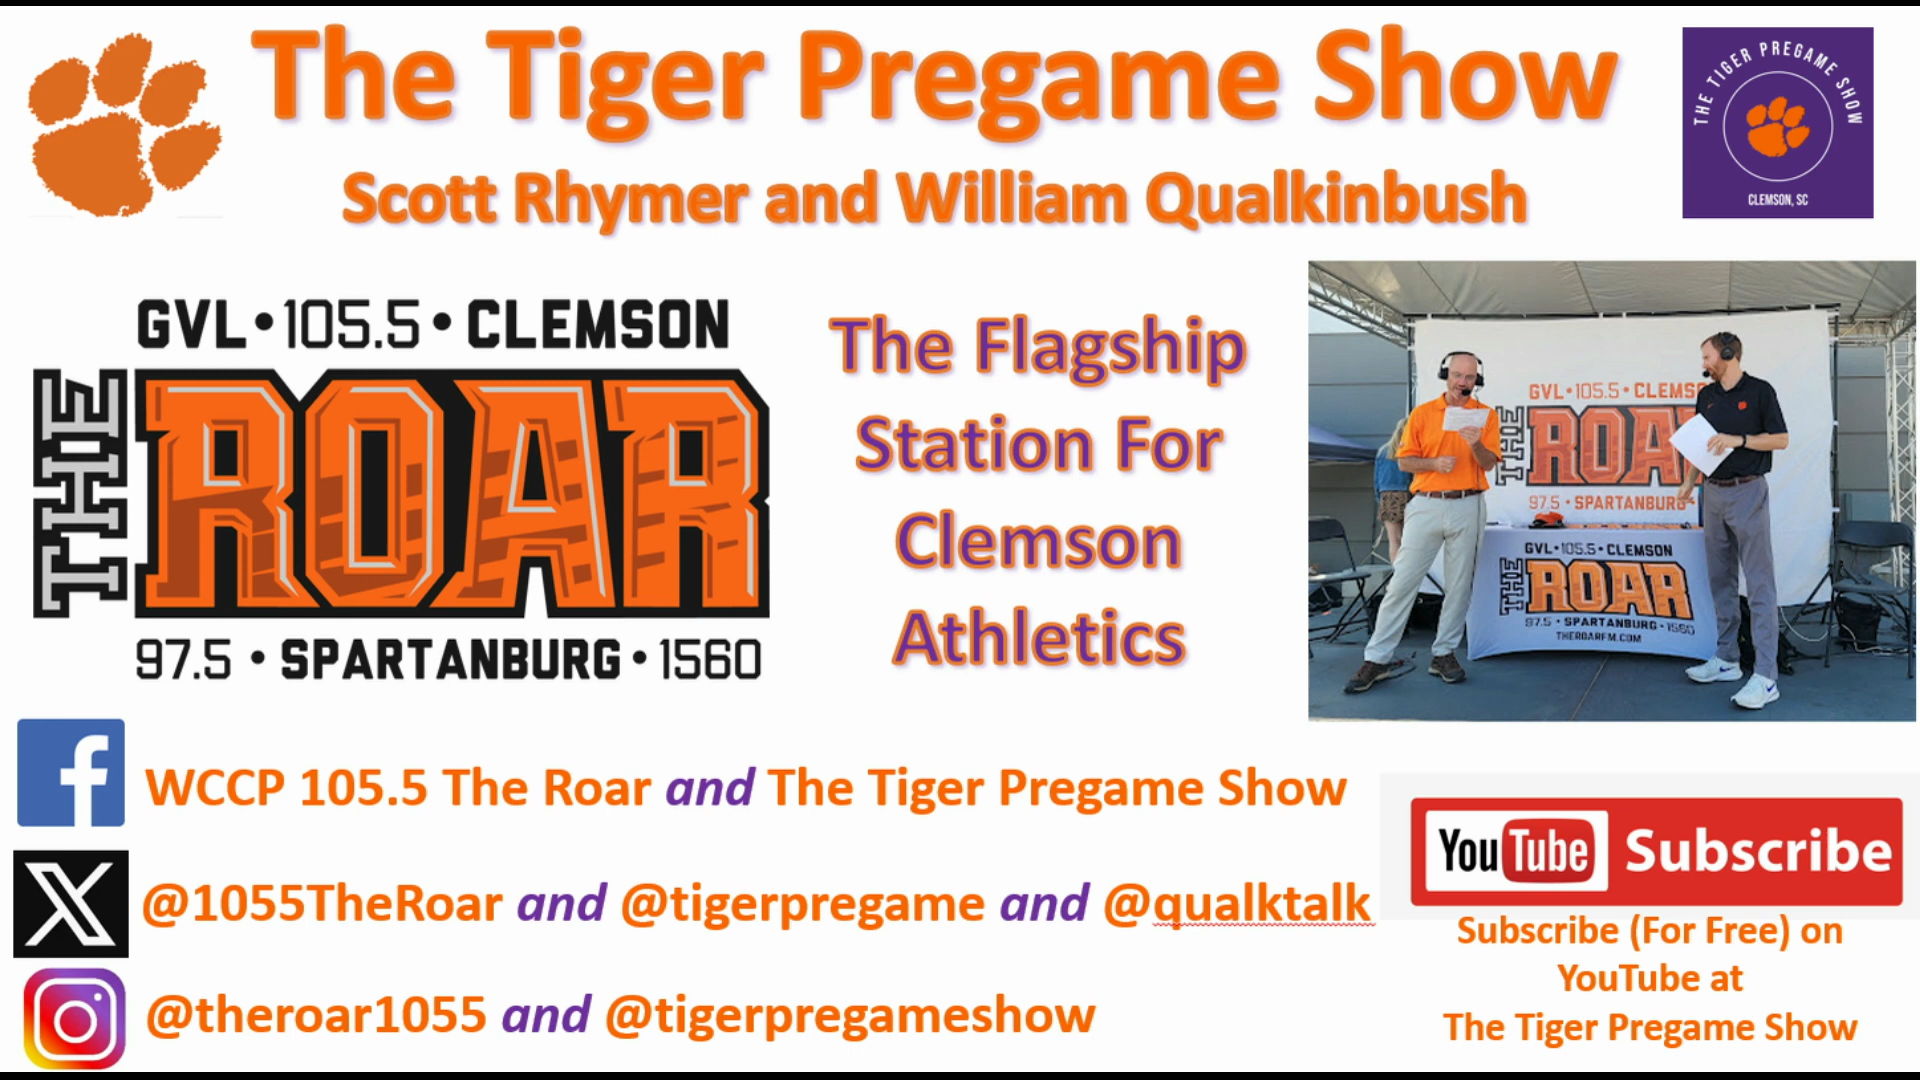 The Tiger Pregame Show
Scott Rhymer and William Qualkinbush
THE TIGER PREGAME SHOW
CLEMSON, SC
GVL • 105.5 • CLEMSON
THE ROAR
97.5 • SPARTANBURG • 1560
The Flagship
Station For
Clemson
Athletics
GVL • 105.5 • CLEMS
THE ROA
97.5 • SPARTANBURG
GVL • 105.5 • CLEMSON
THE ROAR
97.5 • SPARTANBURG • 1560
THEROARFM.COM
f WCCP 105.5 The Roar and The Tiger Pregame Show
X @1055TheRoar and @tigerpregame and @qualktalk
@theroar1055 and @tigerpregameshow
YouTube Subscribe
Subscribe (For Free) on
YouTube at
The Tiger Pregame Show